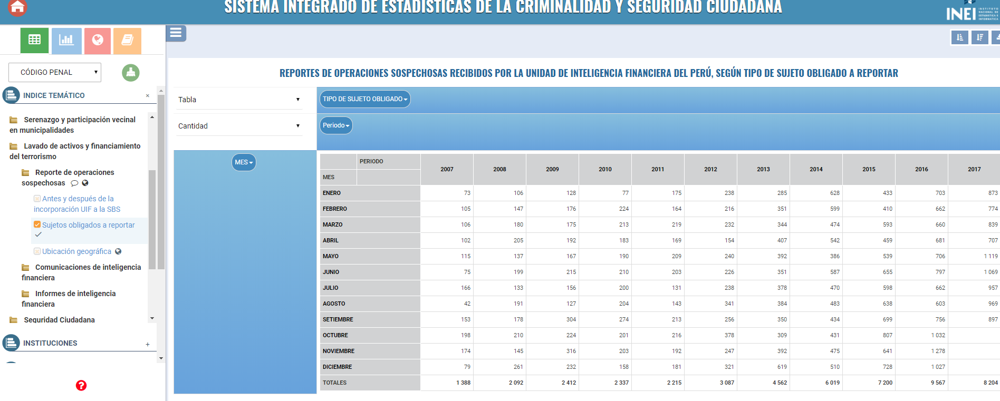 SISTEMA INTEGRADO DE ESTADÍSTICAS DE LA CRIMINALIDAD Y SEGURIDAD CIUDADANA
INEI INSTITUTO NACIONAL DE ESTADÍSTICA E INFORMÁTICA
CÓDIGO PENAL
INDICE TEMÁTICO ×
Serenazgo y participación vecinal
en municipalidades
Lavado de activos y financiamiento
del terrorismo
Reporte de operaciones
sospechosas
Antes y después de la
incorporación UIF a la SBS
Sujetos obligados a reportar
Ubicación geográfica
Comunicaciones de inteligencia
financiera
Informes de inteligencia
financiera
Seguridad Ciudadana
INSTITUCIONES +
?
REPORTES DE OPERACIONES SOSPECHOSAS RECIBIDOS POR LA UNIDAD DE INTELIGENCIA FINANCIERA DEL PERÚ, SEGÚN TIPO DE SUJETO OBLIGADO A REPORTAR
Tabla
TIPO DE SUJETO OBLIGADO
Cantidad
Periodo
MES
PERIODO
MES
2007 2008 2009 2010 2011 2012 2013 2014 2015 2016 2017
ENERO 73 106 128 77 175 238 285 628 433 703 873
FEBRERO 105 147 176 224 164 216 351 599 410 662 774
MARZO 106 180 175 213 219 232 344 474 593 660 839
ABRIL 102 205 192 183 169 154 407 542 459 681 707
MAYO 115 137 167 190 209 240 392 386 539 706 1 119
JUNIO 75 199 215 210 203 226 351 587 655 797 1 069
JULIO 166 133 156 200 131 238 378 470 598 662 957
AGOSTO 42 191 127 204 143 341 384 483 638 603 969
SETIEMBRE 153 178 304 274 213 256 350 434 699 756 897
OCTUBRE 198 210 224 201 216 378 309 431 807 1 032
NOVIEMBRE 174 145 316 203 192 247 392 475 641 1 278
DICIEMBRE 79 261 232 158 181 321 619 510 728 1 027
TOTALES 1 388 2 092 2 412 2 337 2 215 3 087 4 562 6 019 7 200 9 567 8 204